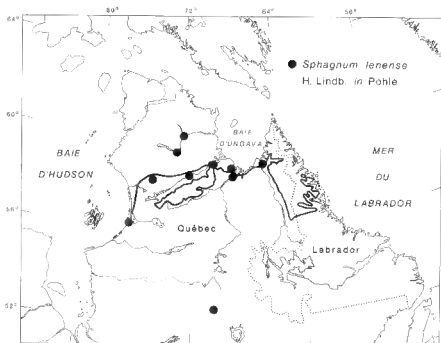 80° 72° 64° 56°
64°
● Sphagnum lenense
H. Lindb. in Pohle
60°
BAIE
D'UNGAVA
BAIE
D'HUDSON
MER
DU
LABRADOR
56°
Québec
Labrador
52°